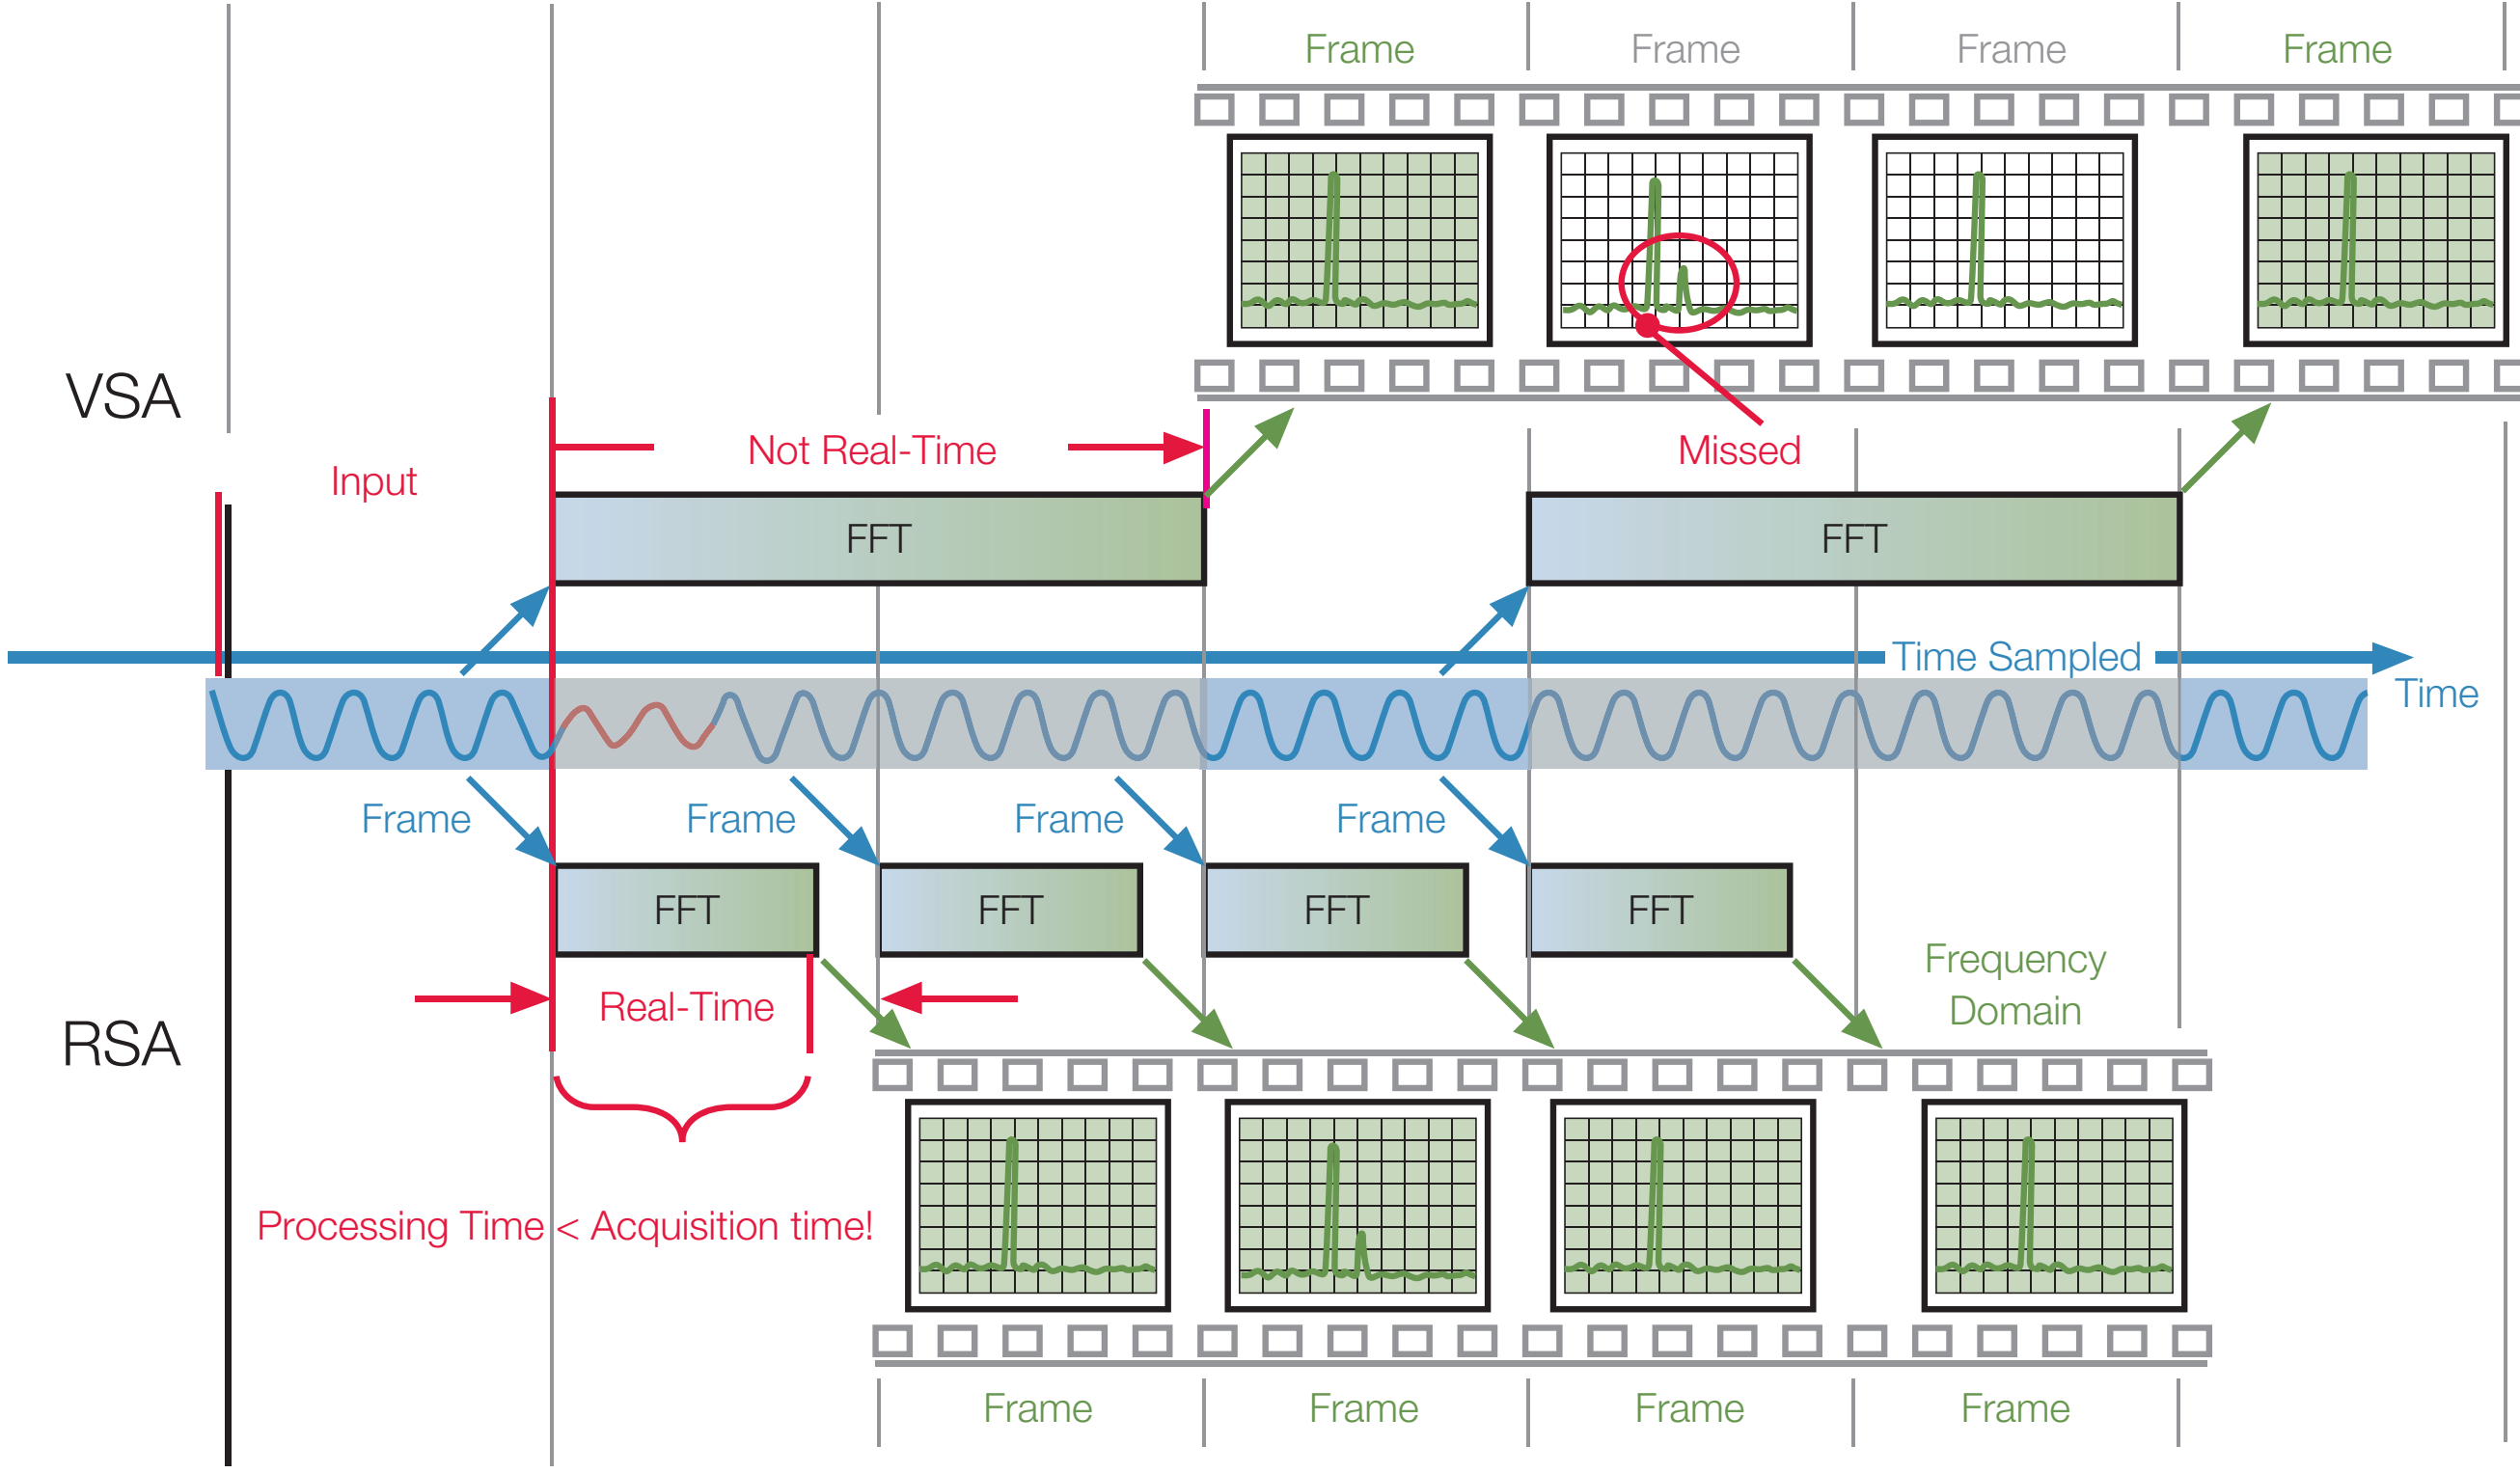 Frame
Frame
Frame
Frame
VSA
Input
Not Real-Time
Missed
FFT
FFT
Time Sampled
Time
Frame
Frame
Frame
Frame
FFT
FFT
FFT
FFT
Frequency
Domain
Real-Time
RSA
Processing Time < Acquisition time!
Frame
Frame
Frame
Frame